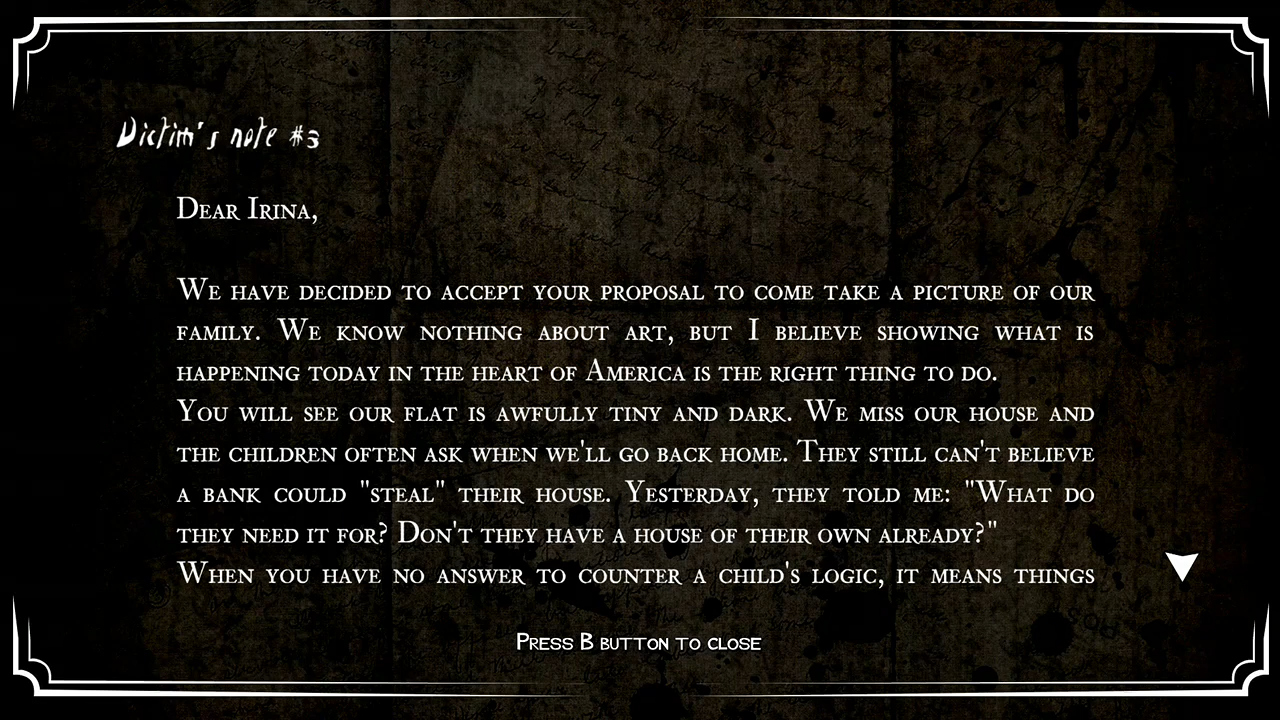 Victim's note #3
Dear Irina,
We have decided to accept your proposal to come take a picture of our
family. We know nothing about art, but I believe showing what is
happening today in the heart of America is the right thing to do.
You will see our flat is awfully tiny and dark. We miss our house and
the children often ask when we'll go back home. They still can't believe
a bank could "steal" their house. Yesterday, they told me: "What do
they need it for? Don't they have a house of their own already?"
When you have no answer to counter a child's logic, it means things
Press B button to close